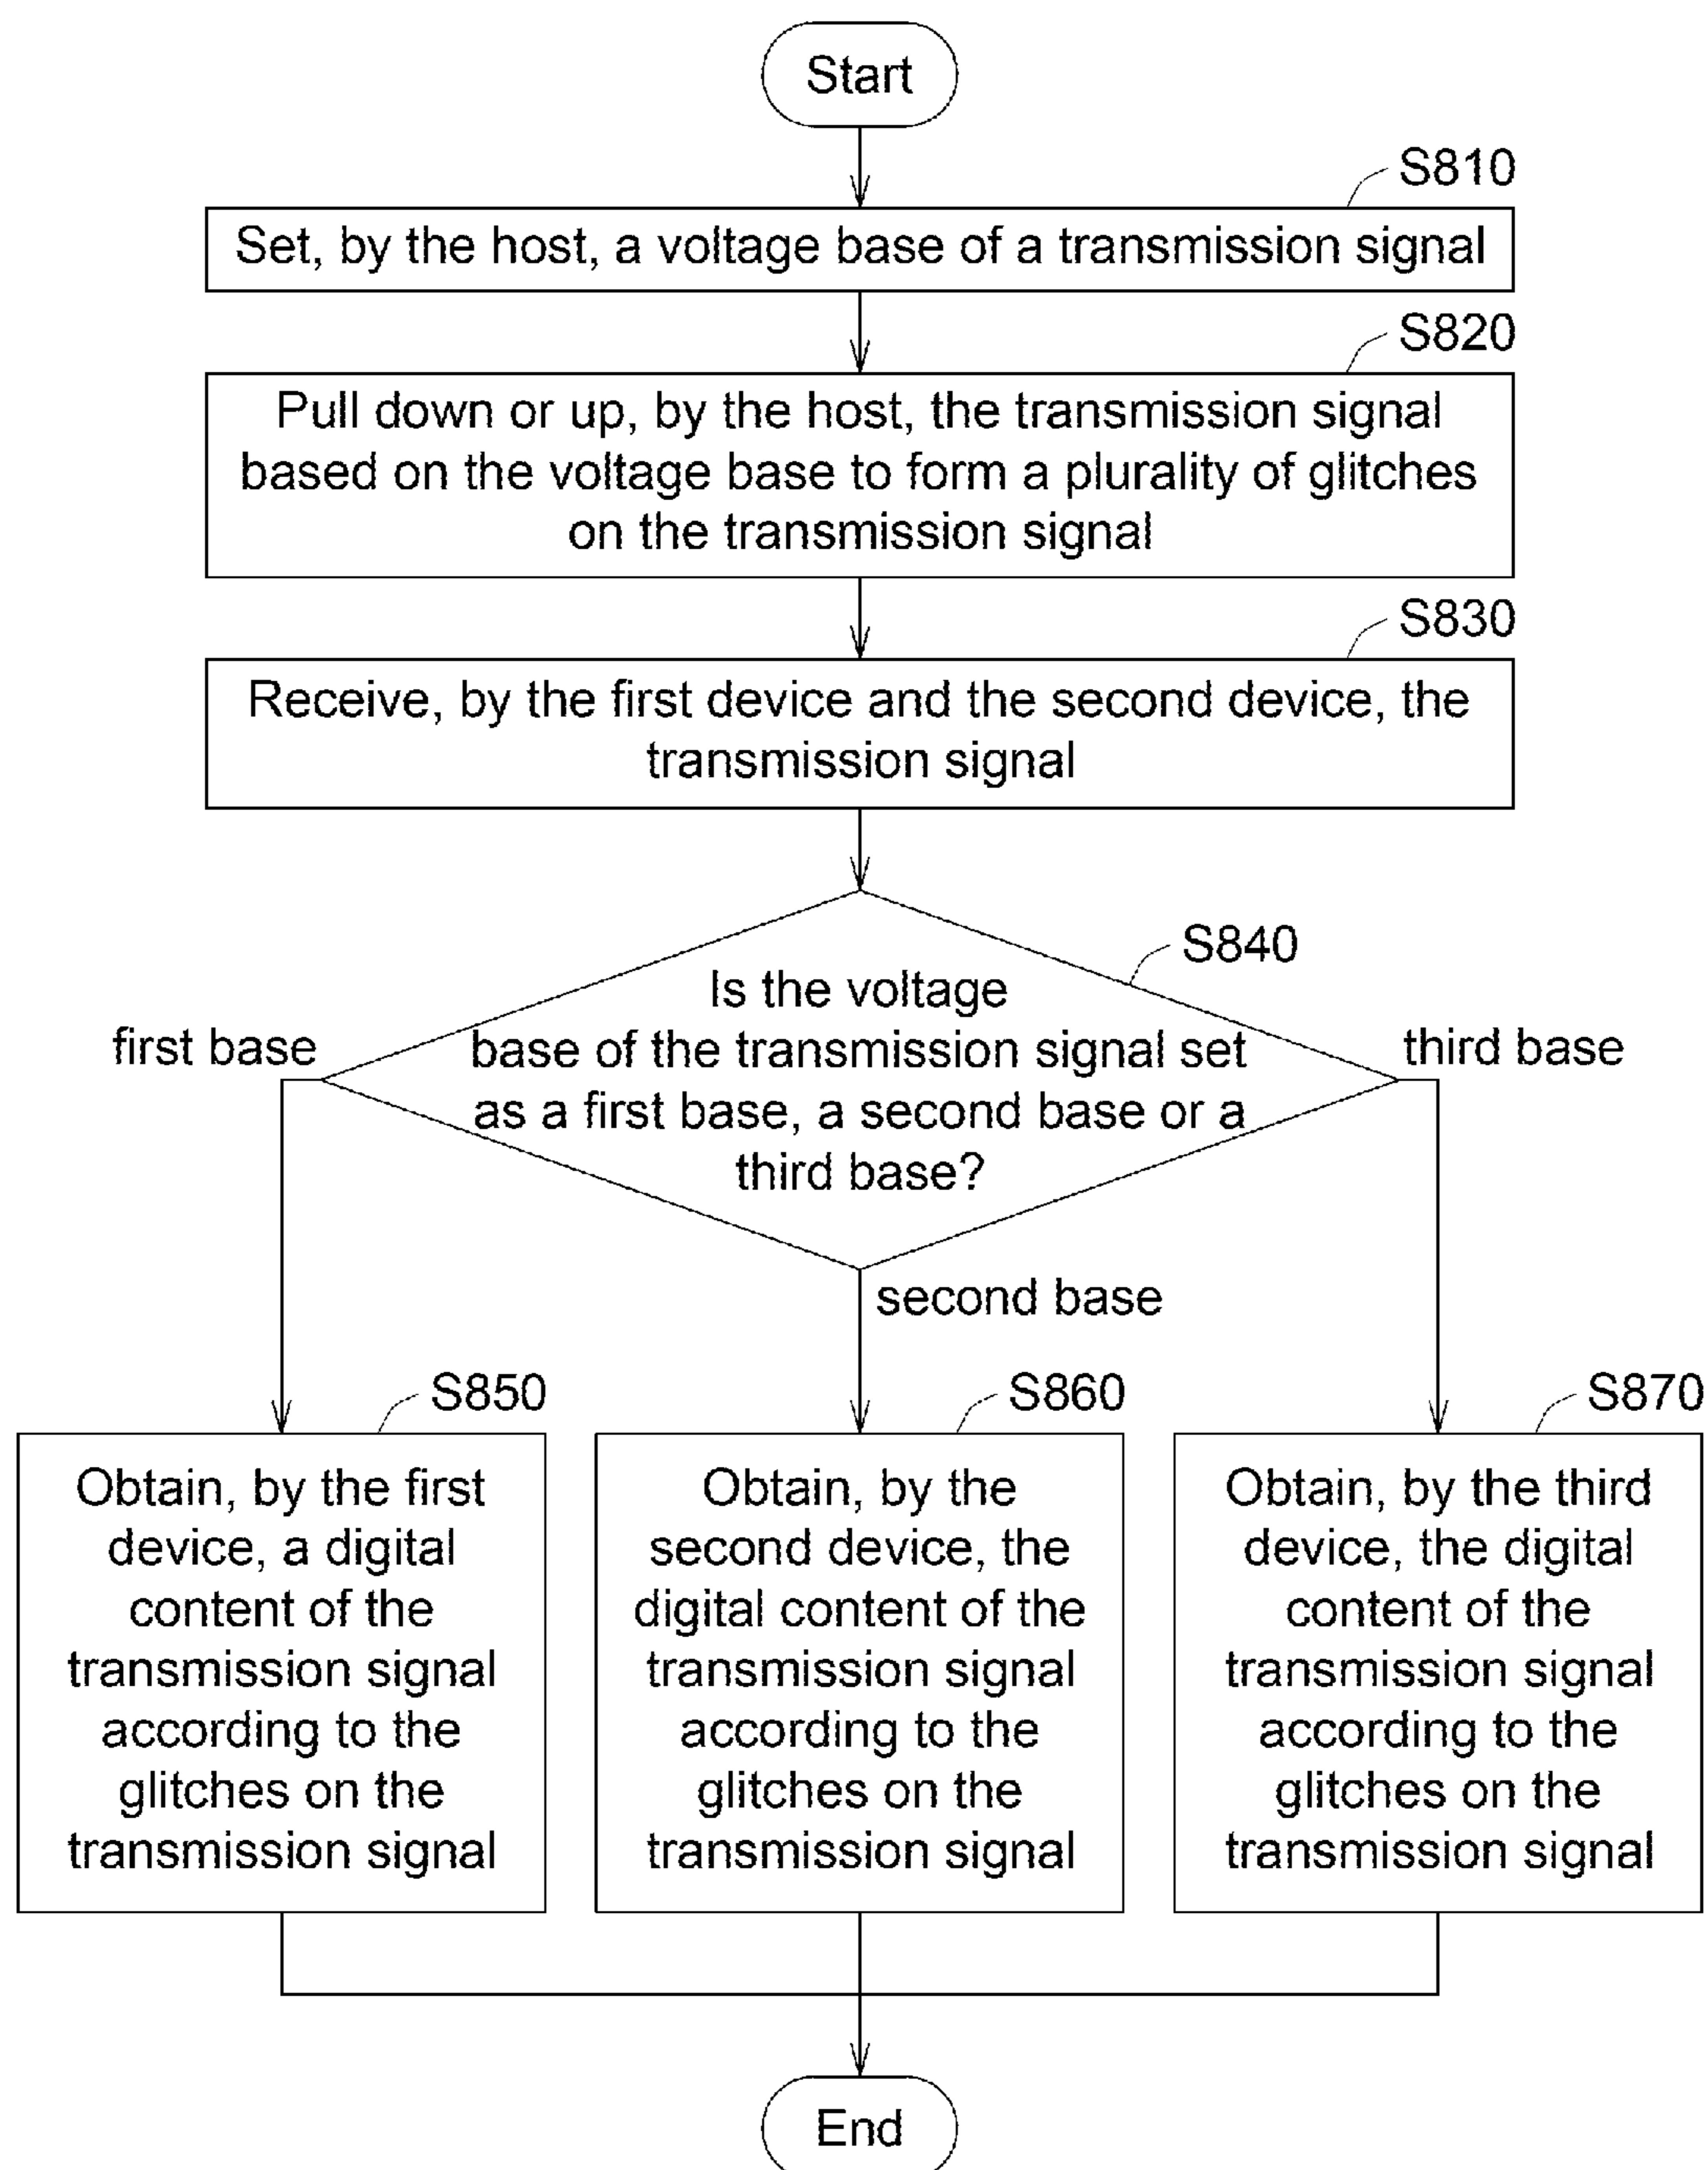 Start
S810
Set, by the host, a voltage base of a transmission signal
S820
Pull down or up, by the host, the transmission signal
based on the voltage base to form a plurality of glitches
on the transmission signal
S830
Receive, by the first device and the second device, the
transmission signal
S840
Is the voltage
base of the transmission signal set
as a first base, a second base or a
third base?
first base
third base
second base
S850
Obtain, by the first
device, a digital
content of the
transmission signal
according to the
glitches on the
transmission signal
S860
Obtain, by the
second device, the
digital content of the
transmission signal
according to the
glitches on the
transmission signal
S870
Obtain, by the third
device, the digital
content of the
transmission signal
according to the
glitches on the
transmission signal
End